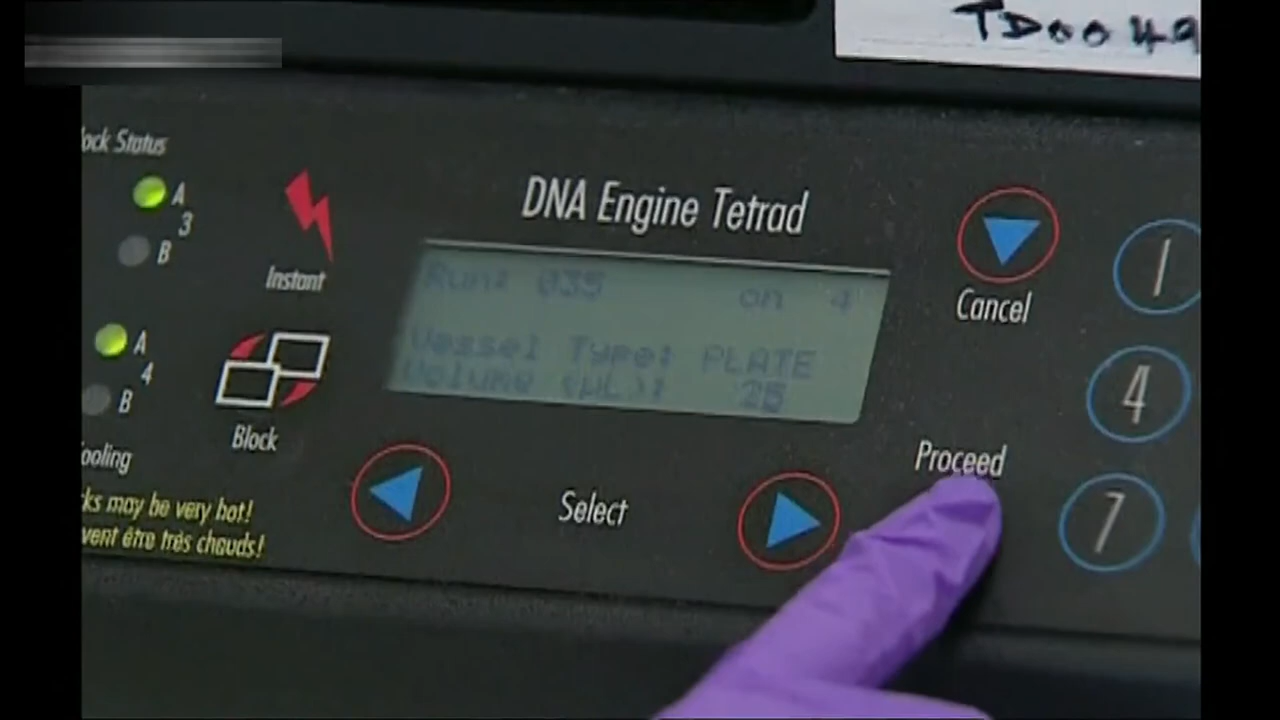 TD0049
ock Status
A
3
B
Instant
DNA Engine Tetrad
Run: 035 on 4
Vessel Type: PLATE
Volume (µL): 25
Cancel
1
A
4
B
Block
4
ooling
Proceed
Select
7
ks may be very hot!
vent être très chauds!